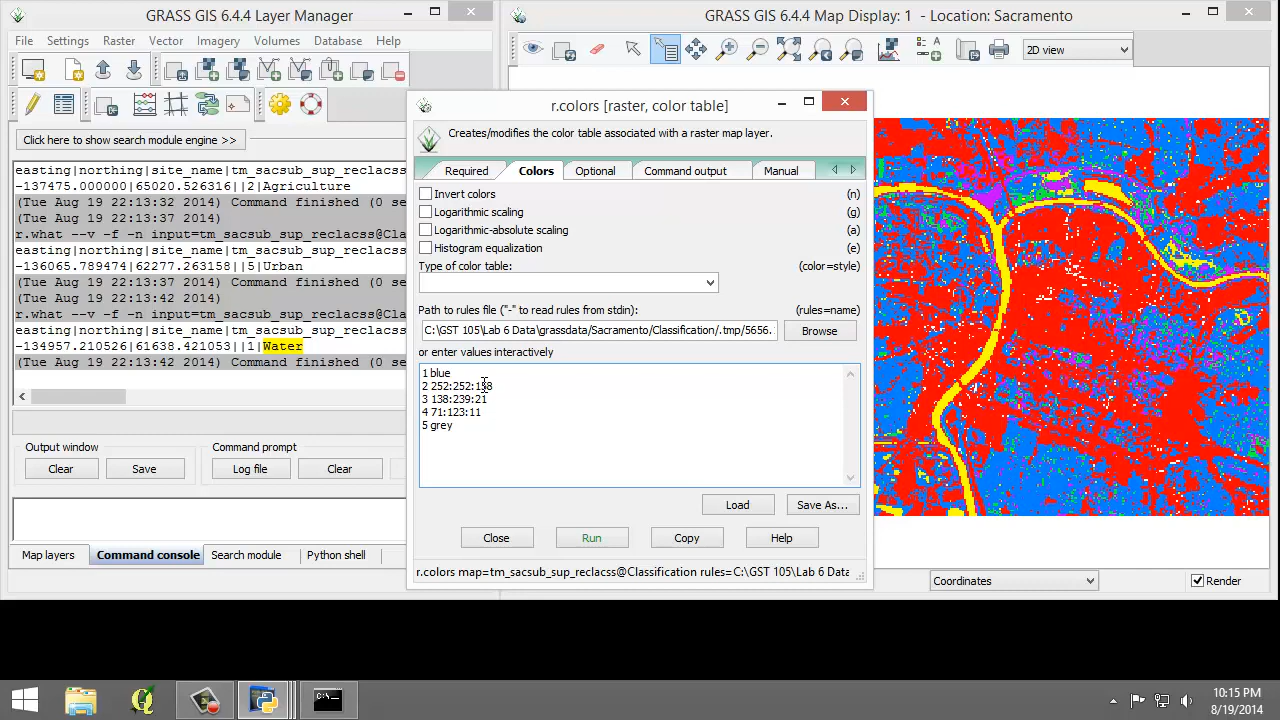 GRASS GIS 6.4.4 Layer Manager
GRASS GIS 6.4.4 Map Display: 1 - Location: Sacramento
File Settings Raster Vector Imagery Volumes Database Help
2D view
Click here to show search module engine >>
easting|northing|site_name|tm_sacsub_sup_reclacss
-137475.000000|65020.526316||2|Agriculture
(Tue Aug 19 22:13:37 2014) Command finished (0 se
(Tue Aug 19 22:13:37 2014)
r.what --v -f -n input=tm_sacsub_sup_reclacss@Cla
easting|northing|site_name|tm_sacsub_sup_reclacss
-136065.789474|62277.263158||5|Urban
(Tue Aug 19 22:13:37 2014) Command finished (0 se
(Tue Aug 19 22:13:42 2014)
r.what --v -f -n input=tm_sacsub_sup_reclacss@Cla
easting|northing|site_name|tm_sacsub_sup_reclacss
-134957.210526|61638.421053||1|Water
(Tue Aug 19 22:13:42 2014) Command finished (0 se
Output window
Command prompt
Clear Save Log file Clear
Map layers Command console Search module Python shell
r.colors [raster, color table]
Creates/modifies the color table associated with a raster map layer.
Required Colors Optional Command output Manual
Invert colors (n)
Logarithmic scaling (g)
Logarithmic-absolute scaling (a)
Histogram equalization (e)
Type of color table: (color=style)
Path to rules file ("-" to read rules from stdin): (rules=name)
C:\GST 105\Lab 6 Data\grassdata/Sacramento/Classification/.tmp/5656. Browse
or enter values interactively
1 blue
2 252:252:138
3 138:239:21
4 71:123:11
5 grey
Load Save As...
Close Run Copy Help
r.colors map=tm_sacsub_sup_reclacss@Classification rules=C:\GST 105\Lab 6 Data
Coordinates
Render
10:15 PM
8/19/2014